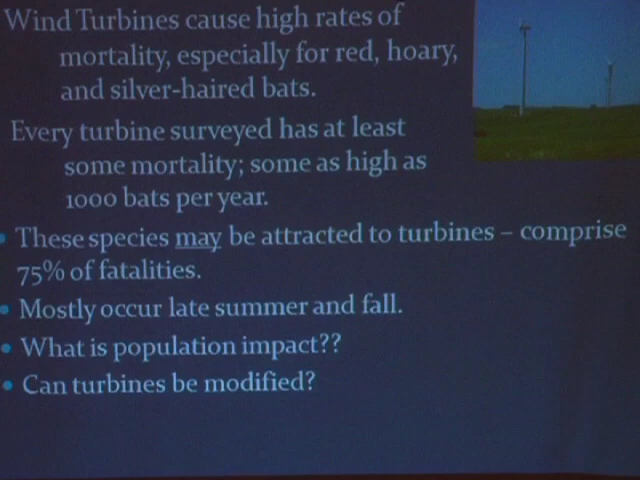 Wind Turbines cause high rates of
mortality, especially for red, hoary,
and silver-haired bats.
Every turbine surveyed has at least
some mortality; some as high as
1000 bats per year.
• These species may be attracted to turbines – comprise
75% of fatalities.
• Mostly occur late summer and fall.
• What is population impact??
• Can turbines be modified?